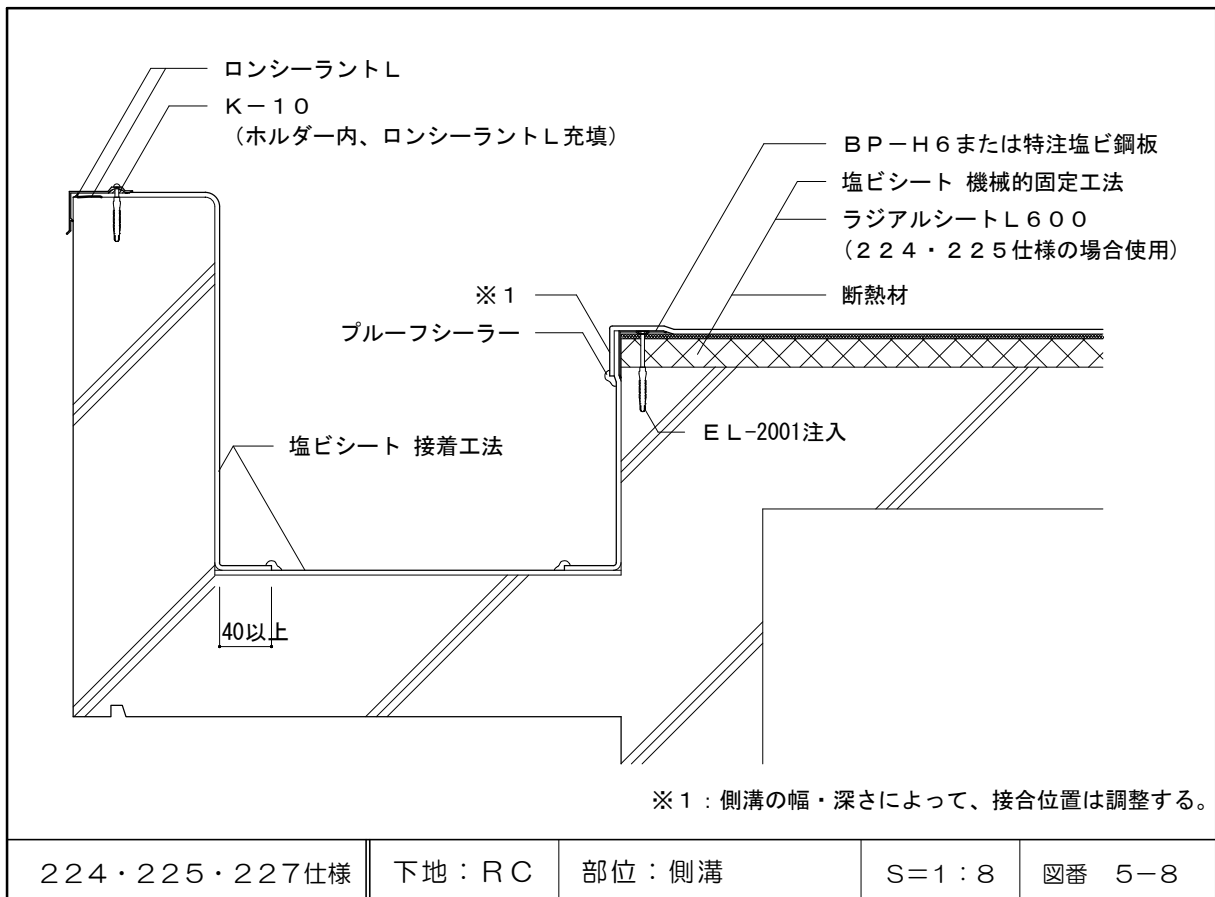 ロンシーラントL
K-10
(ホルダー内、ロンシーラントL充填)
BP-H6または特注塩ビ鋼板
塩ビシート 機械的固定工法
ラジアルシートL600
(224・225仕様の場合使用)
断熱材
※1
プルーフシーラー
EL-2001注入
塩ビシート 接着工法
40以上
※1:側溝の幅・深さによって、接合位置は調整する。
224・225・227仕様
下地:RC
部位:側溝
S=1:8
図番 5-8